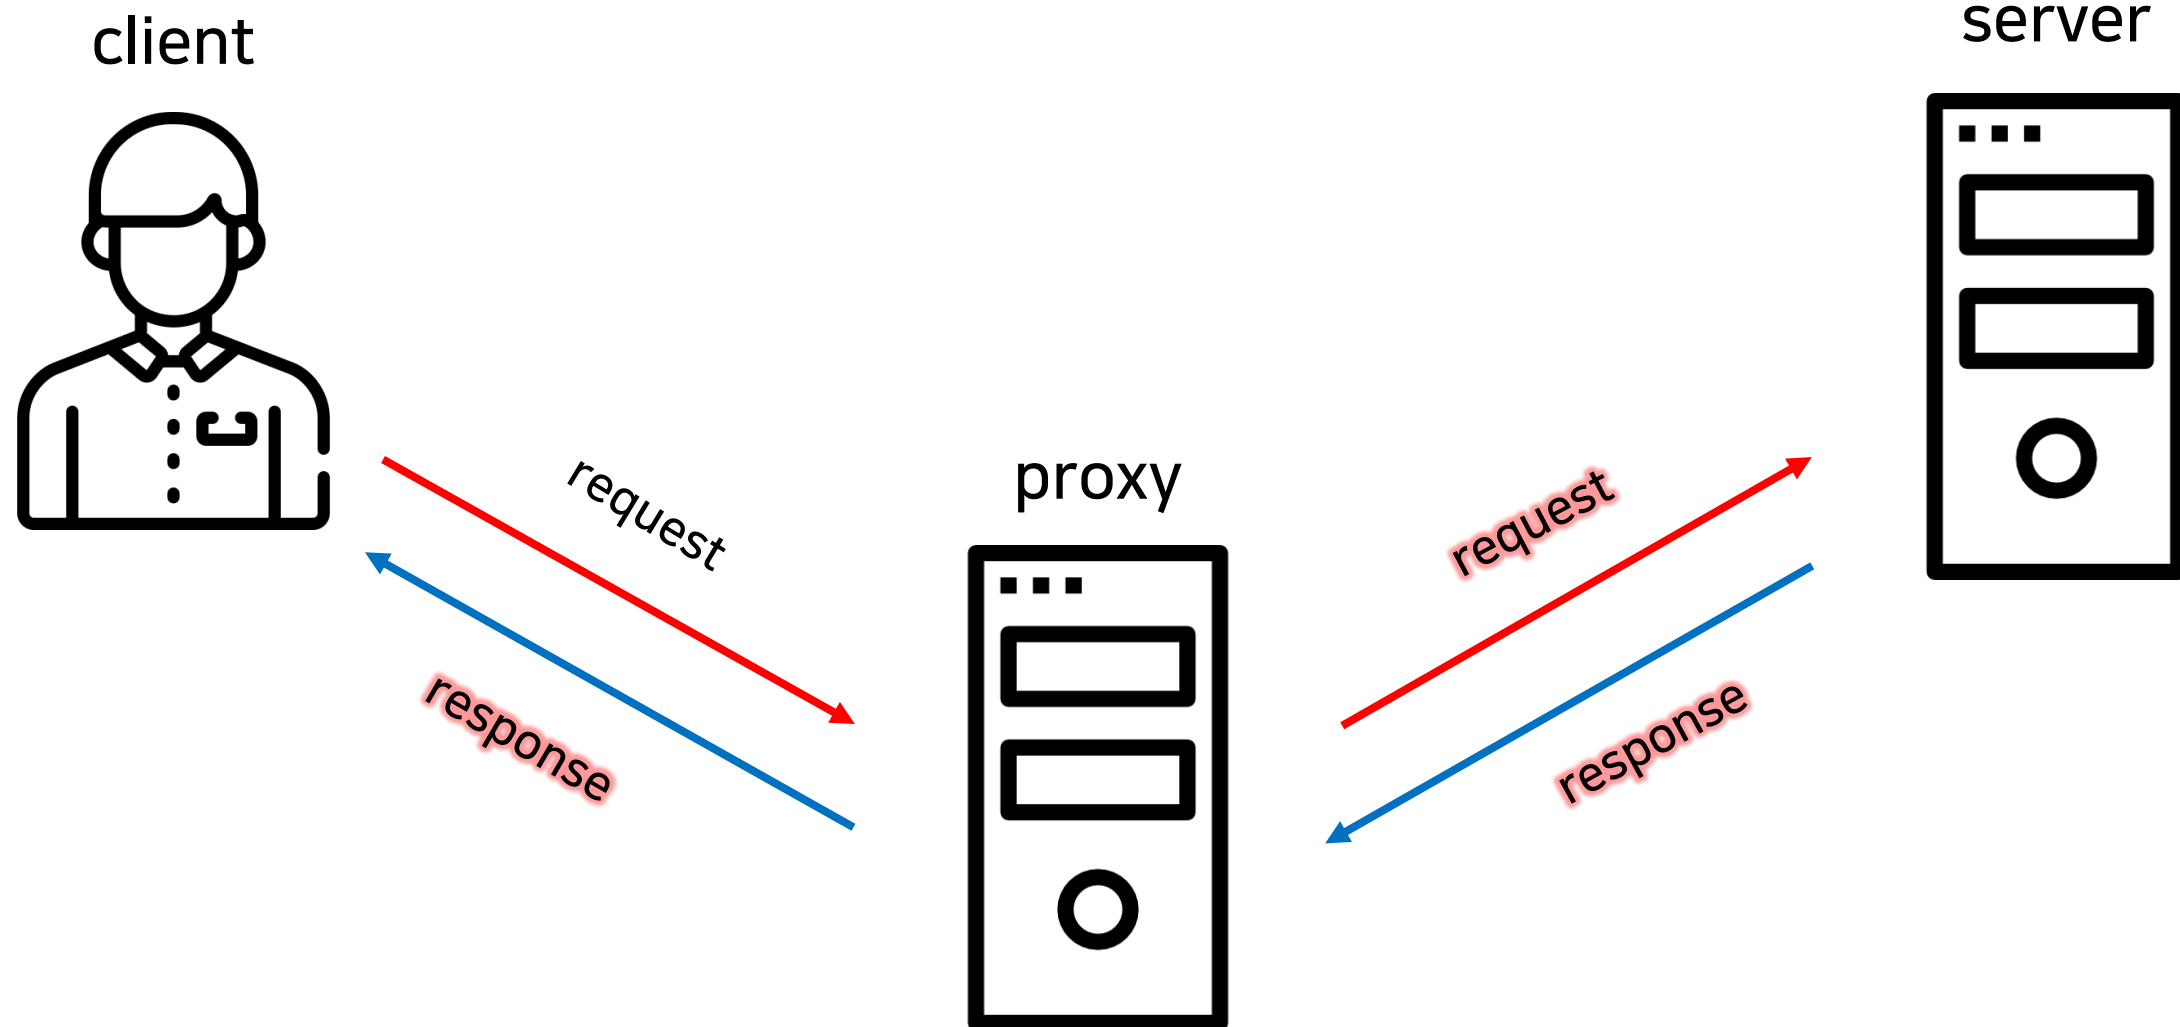 client
server
request
proxy
request
response
response